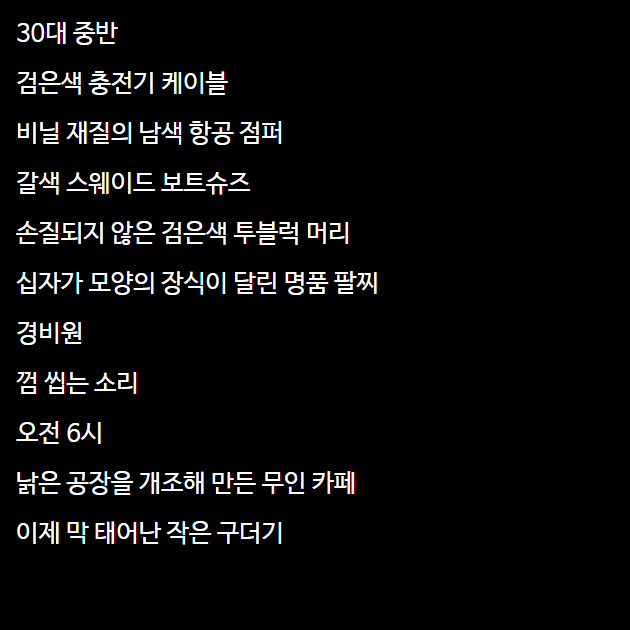 30대 중반
검은색 충전기 케이블
비닐 재질의 남색 항공 점퍼
갈색 스웨이드 보트슈즈
손질되지 않은 검은색 투블럭 머리
십자가 모양의 장식이 달린 명품 팔찌
경비원
껌 씹는 소리
오전 6시
낡은 공장을 개조해 만든 무인 카페
이제 막 태어난 작은 구더기